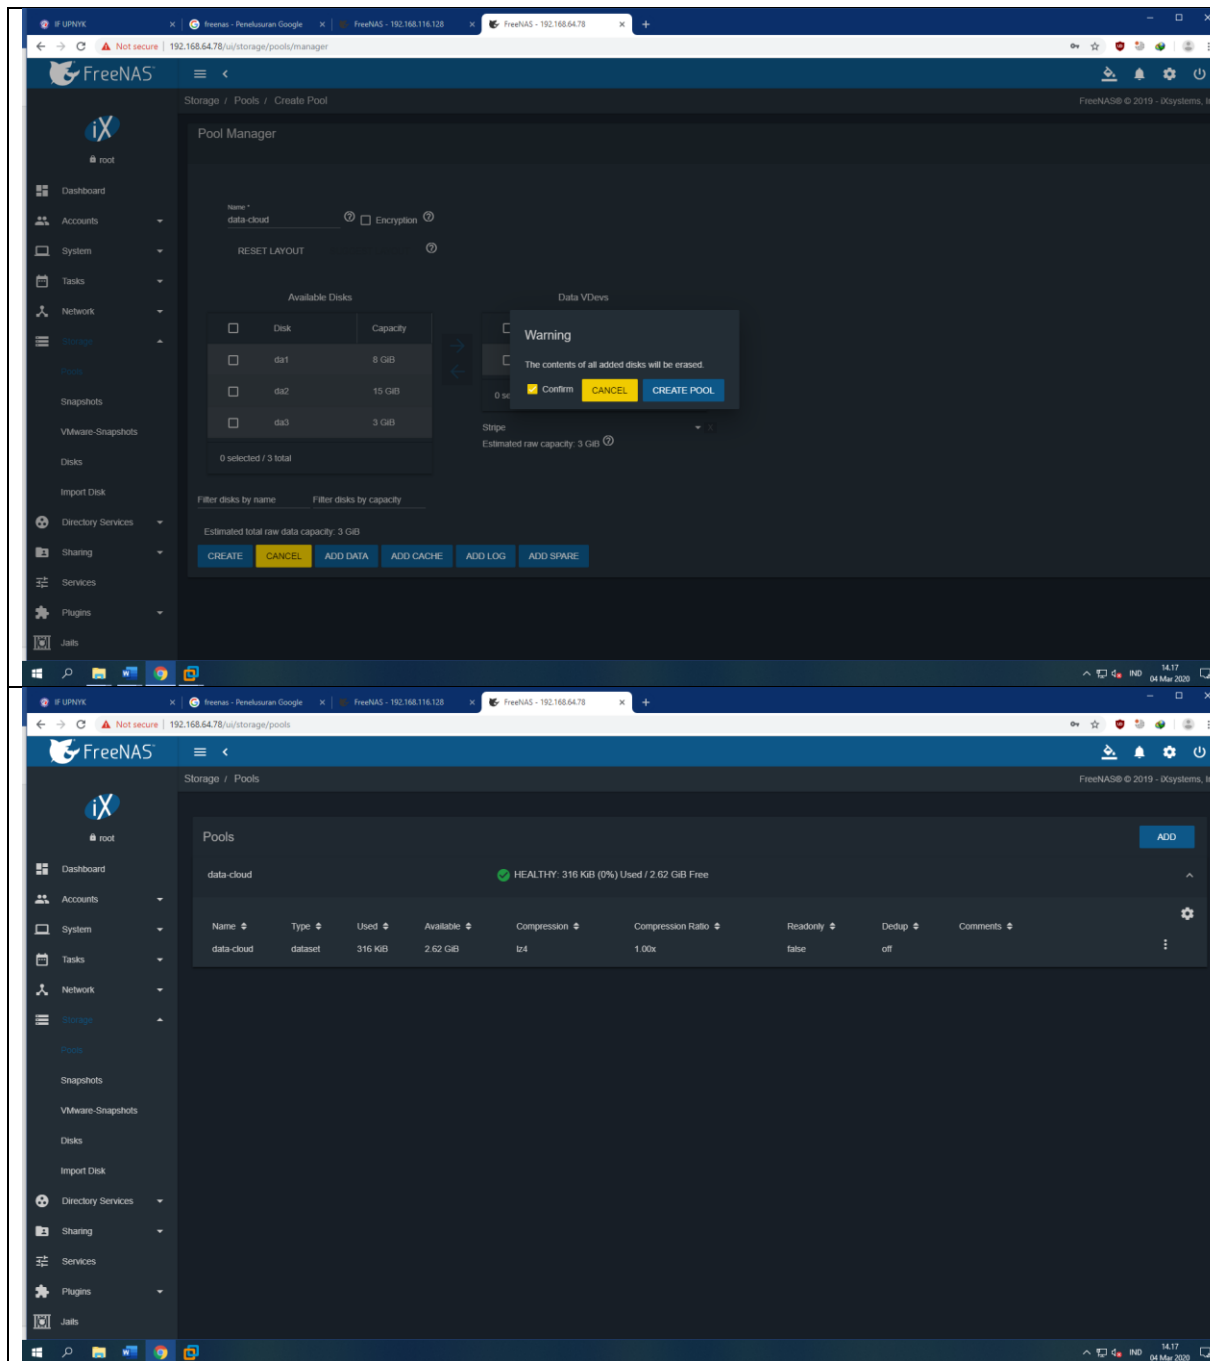 IF UPNYK
freenas - Penelusuran Google
FreeNAS - 192.168.116.128
FreeNAS - 192.168.64.78
Not secure | 192.168.64.78/ui/storage/pools/manager
FreeNAS
Storage / Pools / Create Pool
FreeNAS® © 2019 - iXsystems,
iX
root
Pool Manager
Dashboard
Accounts
System
Tasks
Network
Storage
Pools
Snapshots
VMware-Snapshots
Disks
Import Disk
Directory Services
Sharing
Services
Plugins
Jails
Name *
data-cloud
Encryption
RESET LAYOUT
Available Disks
Disk Capacity
da1 8 GiB
da2 15 GiB
da3 3 GiB
0 selected / 3 total
Data VDevs
0 se
Stripe
Estimated raw capacity: 3 GiB
Warning
The contents of all added disks will be erased.
Confirm CANCEL CREATE POOL
Filter disks by name Filter disks by capacity
Estimated total raw data capacity: 3 GiB
CREATE CANCEL ADD DATA ADD CACHE ADD LOG ADD SPARE
IND 14.17
04 Mar 2020
IF UPNYK
freenas - Penelusuran Google
FreeNAS - 192.168.116.128
FreeNAS - 192.168.64.78
Not secure | 192.168.64.78/ui/storage/pools
FreeNAS
Storage / Pools
FreeNAS® © 2019 - iXsystems,
iX
root
Dashboard
Accounts
System
Tasks
Network
Storage
Pools
Snapshots
VMware-Snapshots
Disks
Import Disk
Directory Services
Sharing
Services
Plugins
Jails
Pools ADD
data-cloud HEALTHY: 316 KiB (0%) Used / 2.62 GiB Free
Name Type Used Available Compression Compression Ratio Readonly Dedup Comments
data-cloud dataset 316 KiB 2.62 GiB lz4 1.00x false off
IND 14.17
04 Mar 2020